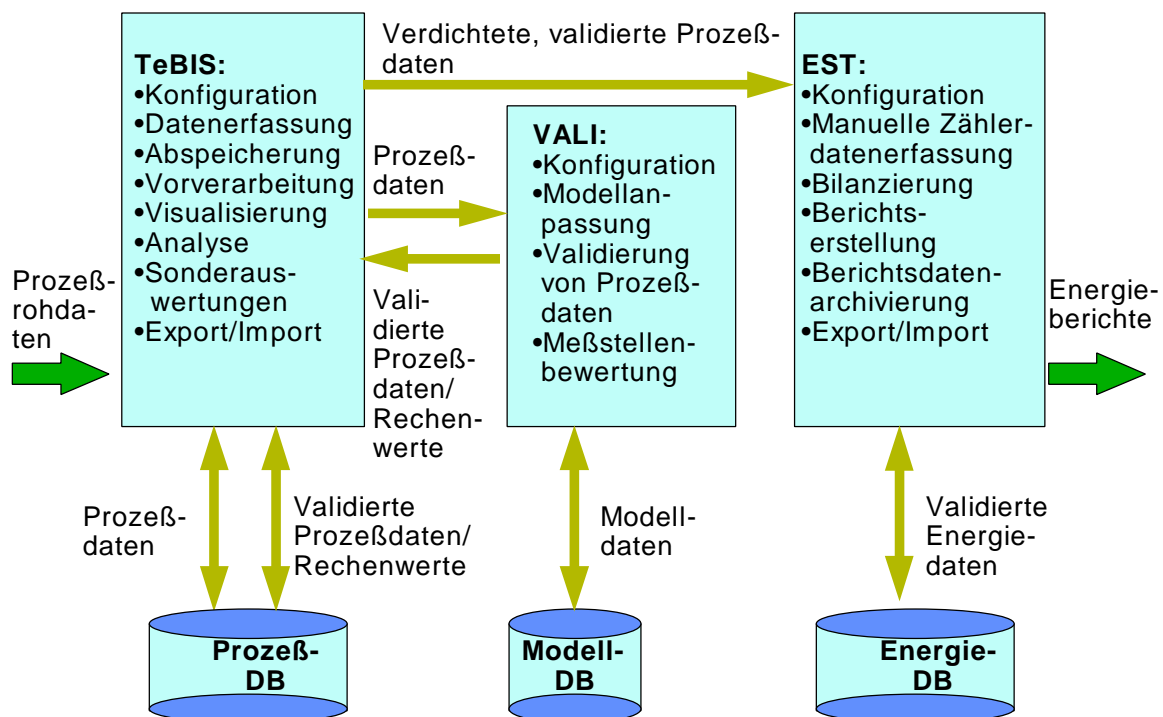 TeBIS:
•Konfiguration
•Datenerfassung
•Abspeicherung
•Vorverarbeitung
•Visualisierung
•Analyse
•Sonderaus-
wertungen
•Export/Import
Verdichtete, validierte Prozeß-
daten
Prozeß-
daten
Vali-
dierte
Prozeß-
daten/
Rechen-
werte
VALI:
•Konfiguration
•Modellan-
passung
•Validierung
von Prozeß-
daten
•Meßstellen-
bewertung
EST:
•Konfiguration
•Manuelle Zähler-
datenerfassung
•Bilanzierung
•Berichts-
erstellung
•Berichtsdaten-
archivierung
•Export/Import
Prozeß-
rohda-
ten
Energie-
berichte
Prozeß-
daten
Validierte
Prozeßdaten/
Rechenwerte
Modell-
daten
Validierte
Energie-
daten
Prozeß-
DB
Modell-
DB
Energie-
DB